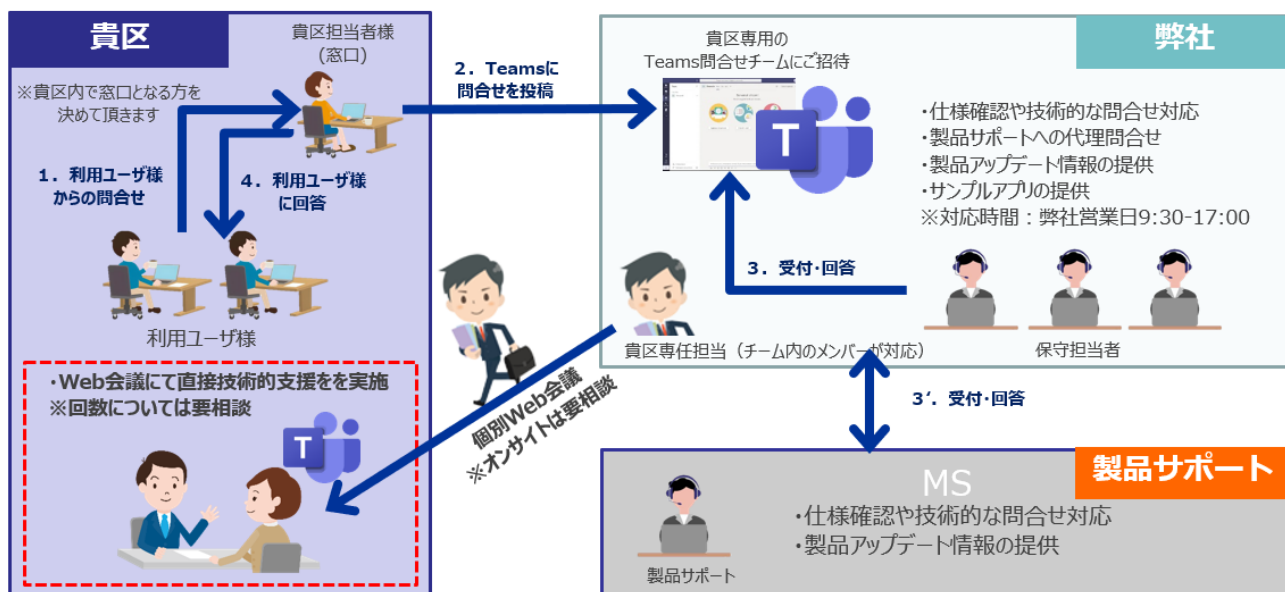 貴区
貴区担当者様
(窓口)
※貴区内で窓口となる方を
決めて頂きます
1．利用ユーザ様
からの問合せ
4．利用ユーザ様
に回答
利用ユーザ様
・Web会議にて直接技術的支援をを実施
※回数については要相談
T
2．Teamsに
問合せを投稿
個別Web会議
※オンサイトは要相談
弊社
貴区専用の
Teams問合せチームにご招待
T
・仕様確認や技術的な問合せ対応
・製品サポートへの代理問合せ
・製品アップデート情報の提供
・サンプルアプリの提供
※対応時間：弊社営業日9:30-17:00
3．受付・回答
貴区専任担当（チーム内のメンバーが対応）
保守担当者
3′．受付・回答
製品サポート
MS
・仕様確認や技術的な問合せ対応
・製品アップデート情報の提供
製品サポート